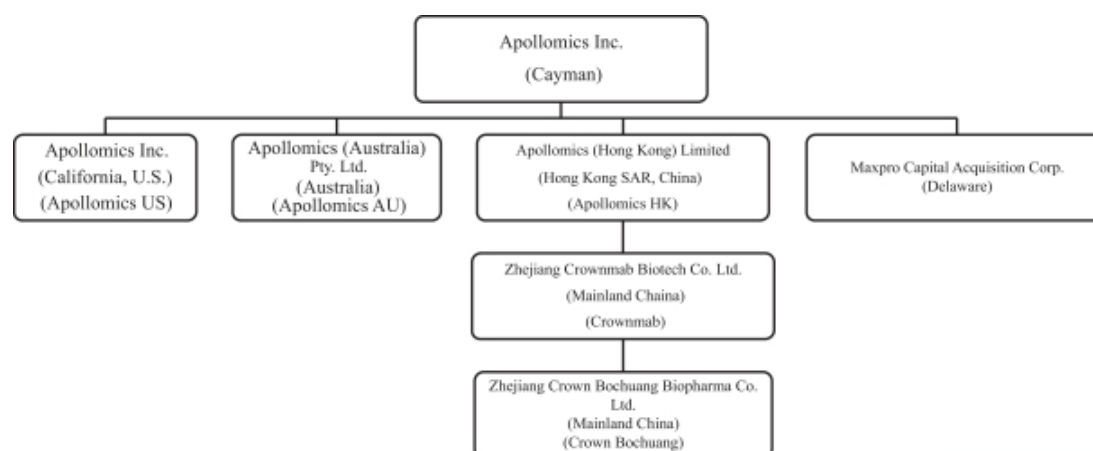 Apollomics Inc.
(Cayman)
Apollomics Inc.
(California, U.S.)
(Apollomics US)
Apollomics (Australia)
Pty. Ltd.
(Australia)
(Apollomics AU)
Apollomics (Hong Kong) Limited
(Hong Kong SAR, China)
(Apollomics HK)
Maxpro Capital Acquisition Corp.
(Delaware)
Zhejiang Crownmab Biotech Co. Ltd.
(Mainland Chaina)
(Crownmab)
Zhejiang Crown Bochuang Biopharma Co.
Ltd.
(Mainland China)
(Crown Bochuang)